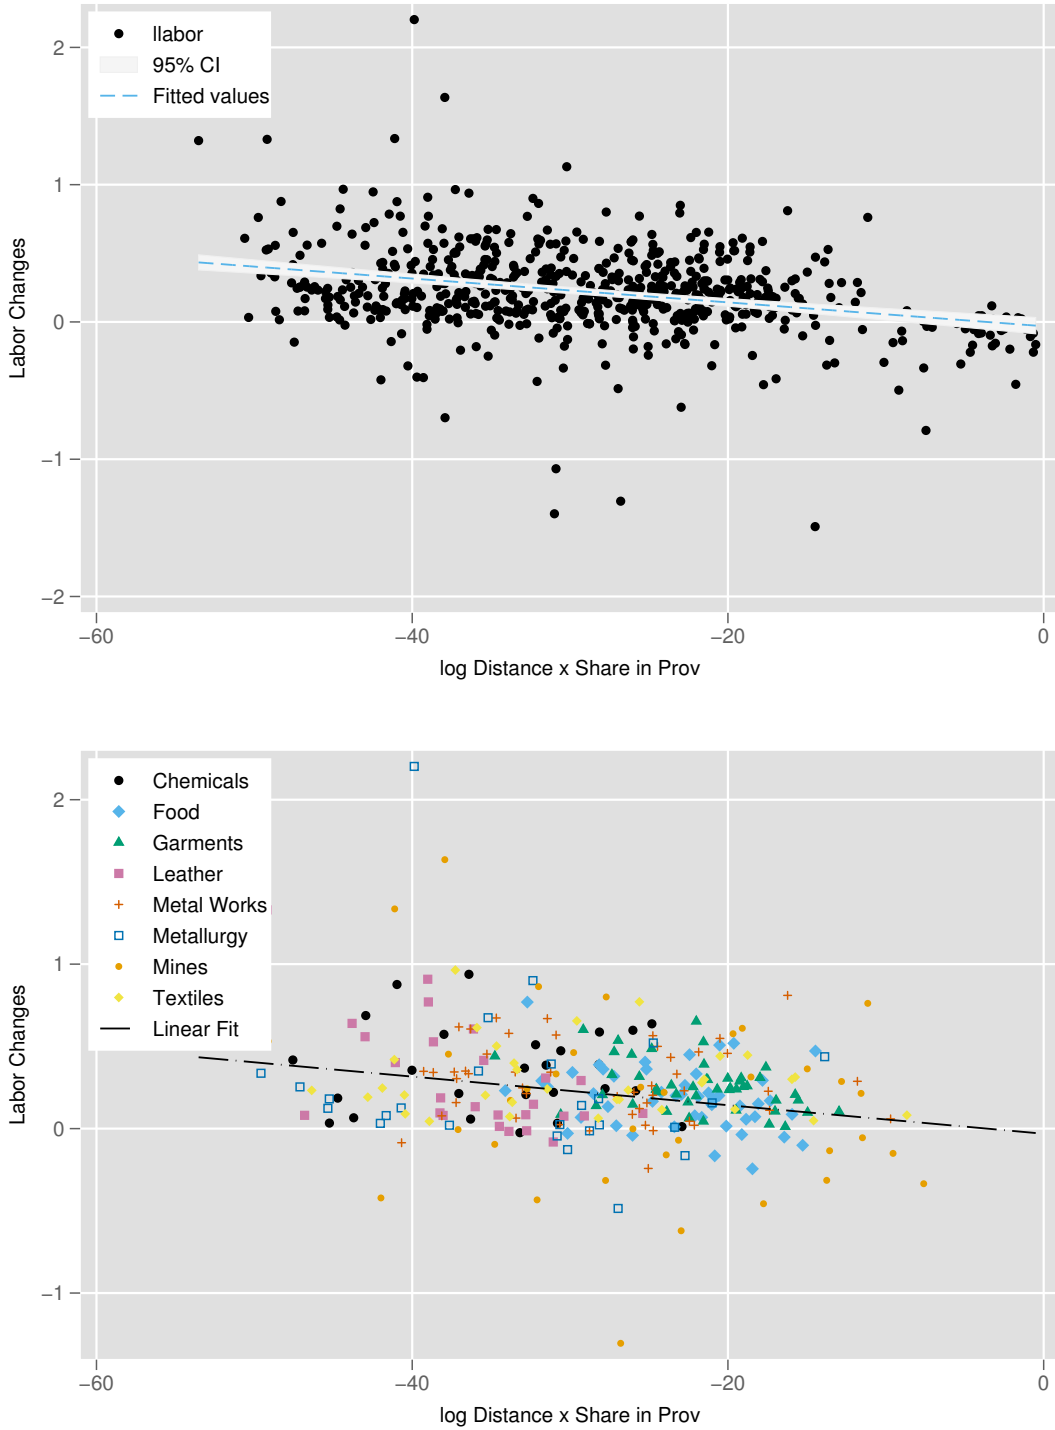 llabor
95% CI
Fitted values
2
1
0
−1
−2
Labor Changes
−60
−40
−20
0
log Distance x Share in Prov
Chemicals
Food
Garments
Leather
Metal Works
Metallurgy
Mines
Textiles
Linear Fit
2
1
0
−1
Labor Changes
−60
−40
−20
0
log Distance x Share in Prov